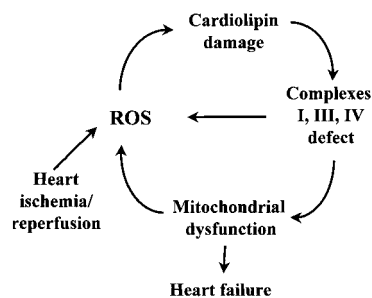 Cardiolipin
damage
Complexes
I, III, IV
defect
ROS
Heart
ischemia/
reperfusion
Mitochondrial
dysfunction
Heart failure